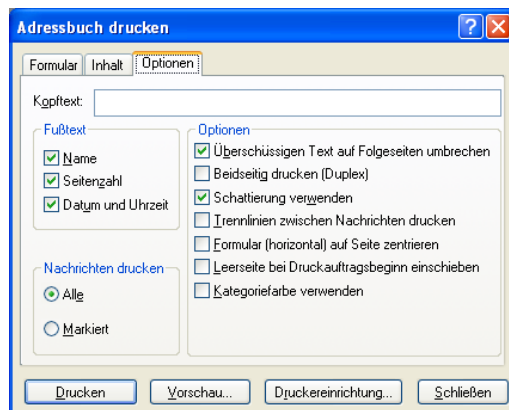 Adressbuch drucken
Formular Inhalt Optionen
Kopftext:
Fußtext
Name
Seitenzahl
Datum und Uhrzeit
Nachrichten drucken
Alle
Markiert
Optionen
Überschüssigen Text auf Folgeseiten umbrechen
Beidseitig drucken (Duplex)
Schattierung verwenden
Trennlinien zwischen Nachrichten drucken
Formular (horizontal) auf Seite zentrieren
Leerseite bei Druckauftragsbeginn einschieben
Kategoriefarbe verwenden
Drucken Vorschau... Druckereinrichtung... Schließen